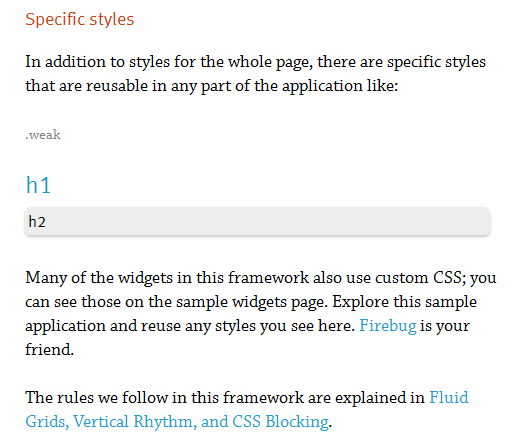 Specific styles
In addition to styles for the whole page, there are specific styles
that are reusable in any part of the application like:
.weak
h1
h2
Many of the widgets in this framework also use custom CSS; you
can see those on the sample widgets page. Explore this sample
application and reuse any styles you see here. Firebug is your
friend.
The rules we follow in this framework are explained in Fluid
Grids, Vertical Rhythm, and CSS Blocking.